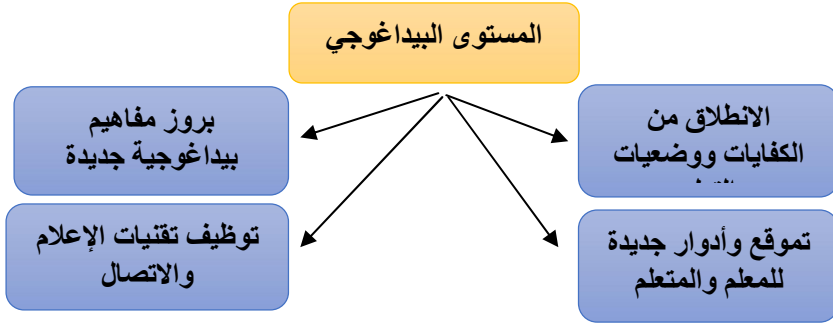 المستوى البيداغوجي
الانطلاق من
الكفايات ووضعيات
بروز مفاهيم
بيداغوجية جديدة
تموقع وأدوار جديدة
للمعلم والمتعلم
توظيف تقنيات الإعلام
والاتصال